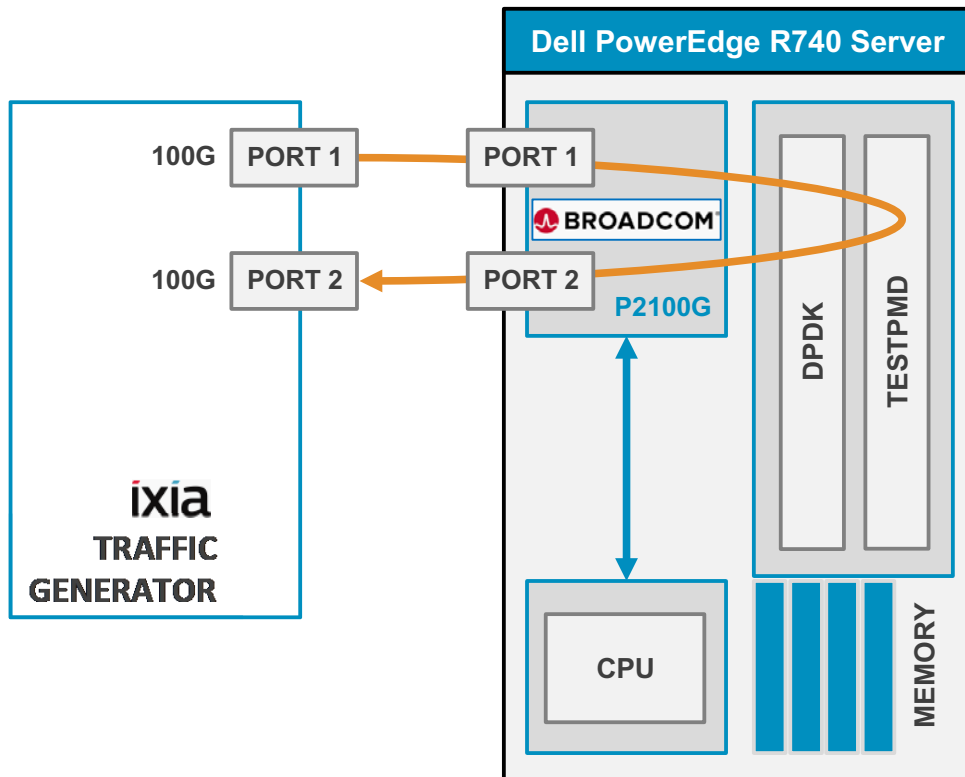 Dell PowerEdge R740 Server
100G
PORT 1
PORT 1
BROADCOM
100G
PORT 2
PORT 2
P2100G
DPDK
TESTPMD
ixia
TRAFFIC
GENERATOR
CPU
MEMORY